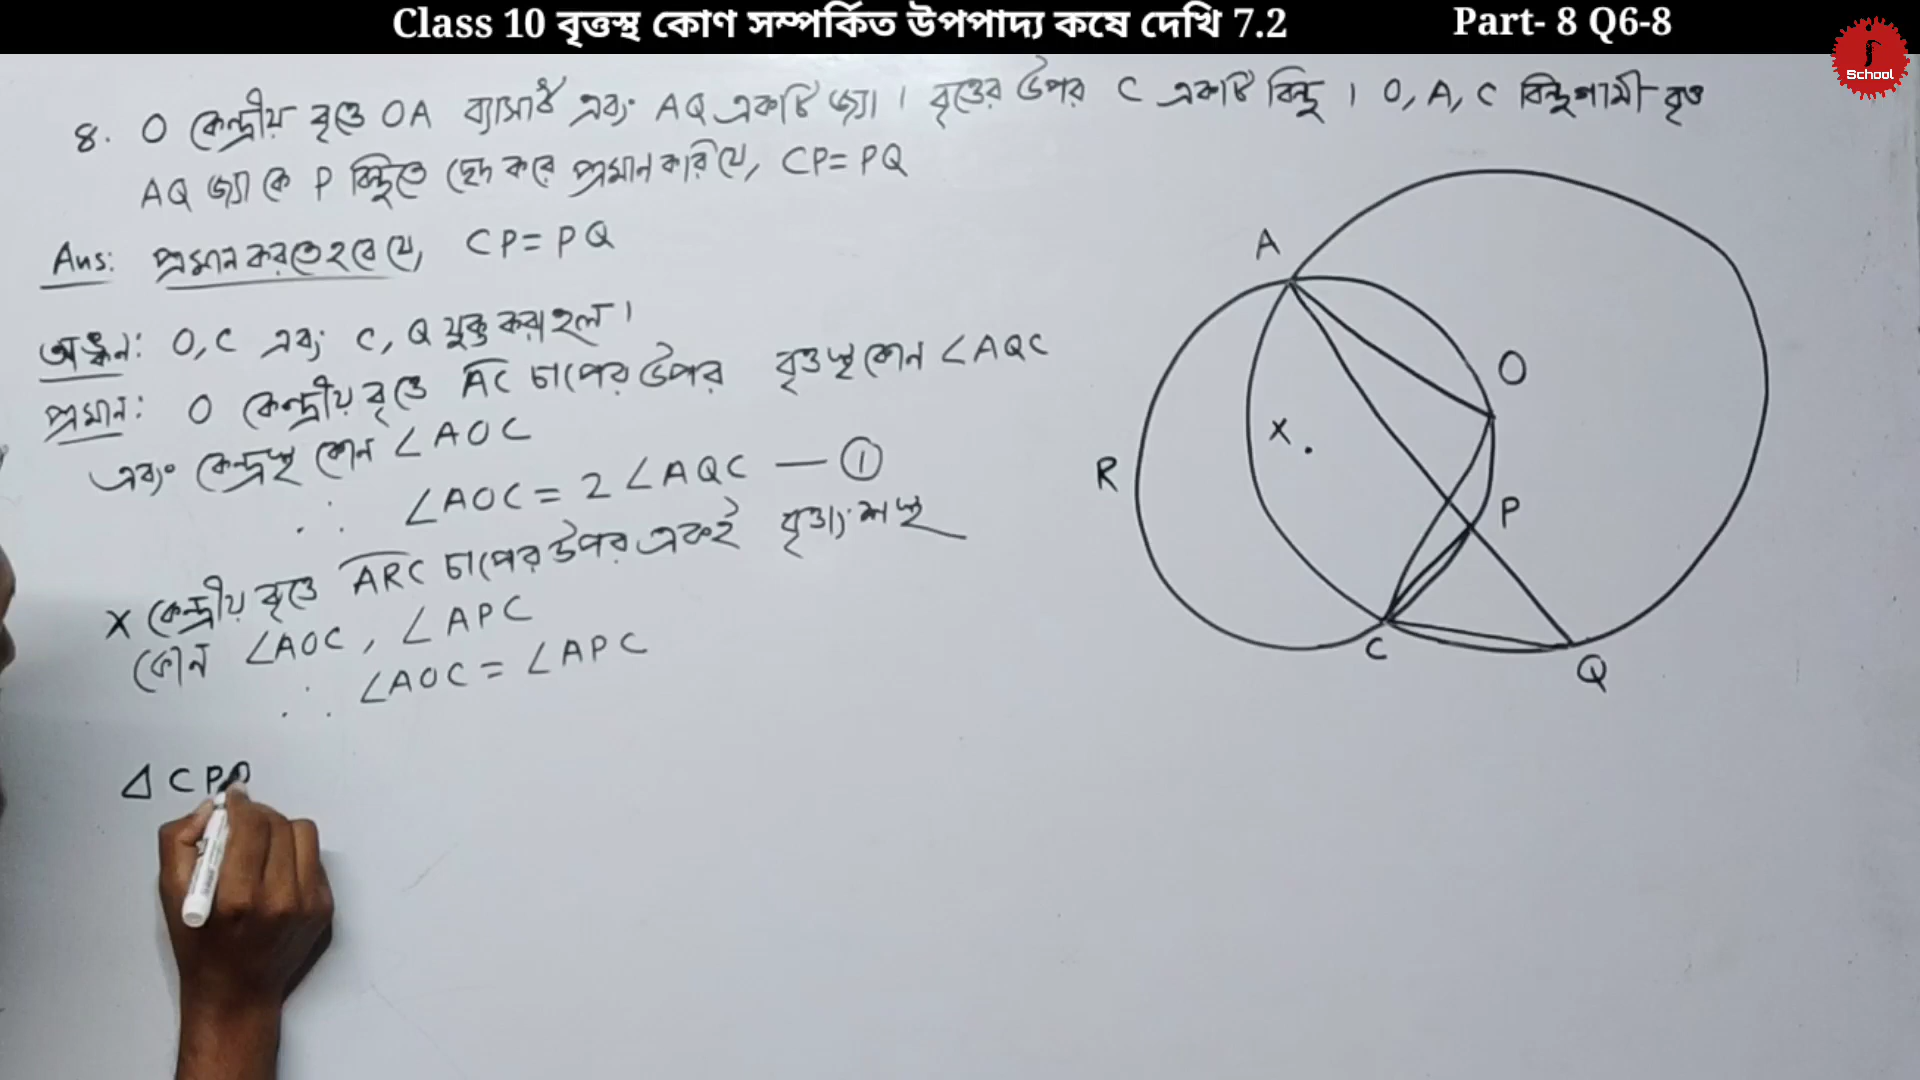 Class 10 বৃত্তস্থ কোণ সম্পর্কিত উপপাদ্য কষে দেখি 7.2 Part- 8 Q6-8
School
8. O কেন্দ্রীয় বৃত্তে OA ব্যাসার্ধ এবং AQ একটি জ্যা । বৃত্তের উপর C একটি বিন্দু । O, A, C বিন্দুগামী বৃত্ত
AQ জ্যা কে P বিন্দুতে ছেদ করে প্রমান করি যে, CP = PQ
Ans: প্রমান করতে হবে যে, CP = PQ
অঙ্কন: O, C এবং C, Q যুক্ত করা হল ।
প্রমান: O কেন্দ্রীয় বৃত্তে AC চাপের উপর বৃত্তস্থ কোন ∠AQC
এবং কেন্দ্রস্থ কোন ∠AOC
∴ ∠AOC = 2 ∠AQC — ①
X কেন্দ্রীয় বৃত্তে ARC চাপের উপর একই বৃত্তাংশস্থ
কোন ∠AOC, ∠APC
∴ ∠AOC = ∠APC
△ CPQ
A
O
X
R
P
C
Q